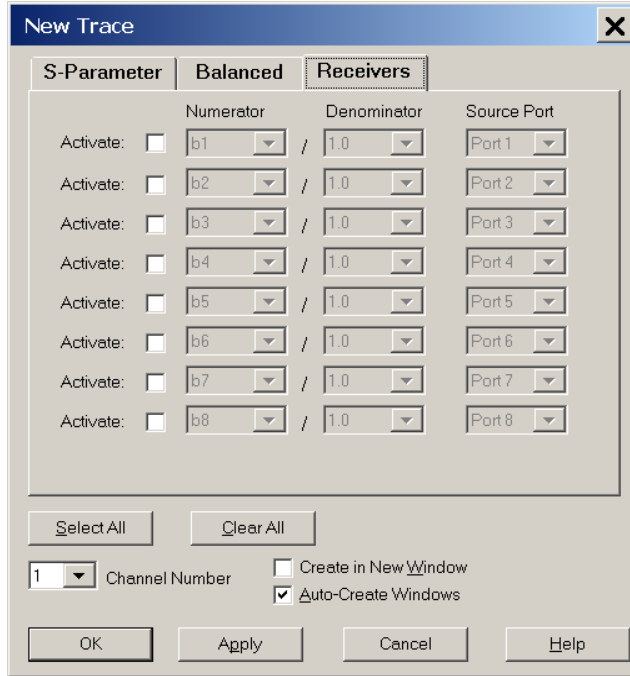 New Trace
S-Parameter Balanced Receivers
Numerator Denominator Source Port
Activate: b1 / 1.0 Port 1
Activate: b2 / 1.0 Port 2
Activate: b3 / 1.0 Port 3
Activate: b4 / 1.0 Port 4
Activate: b5 / 1.0 Port 5
Activate: b6 / 1.0 Port 6
Activate: b7 / 1.0 Port 7
Activate: b8 / 1.0 Port 8
Select All Clear All
1 Channel Number Create in New Window
Auto-Create Windows
OK Apply Cancel Help